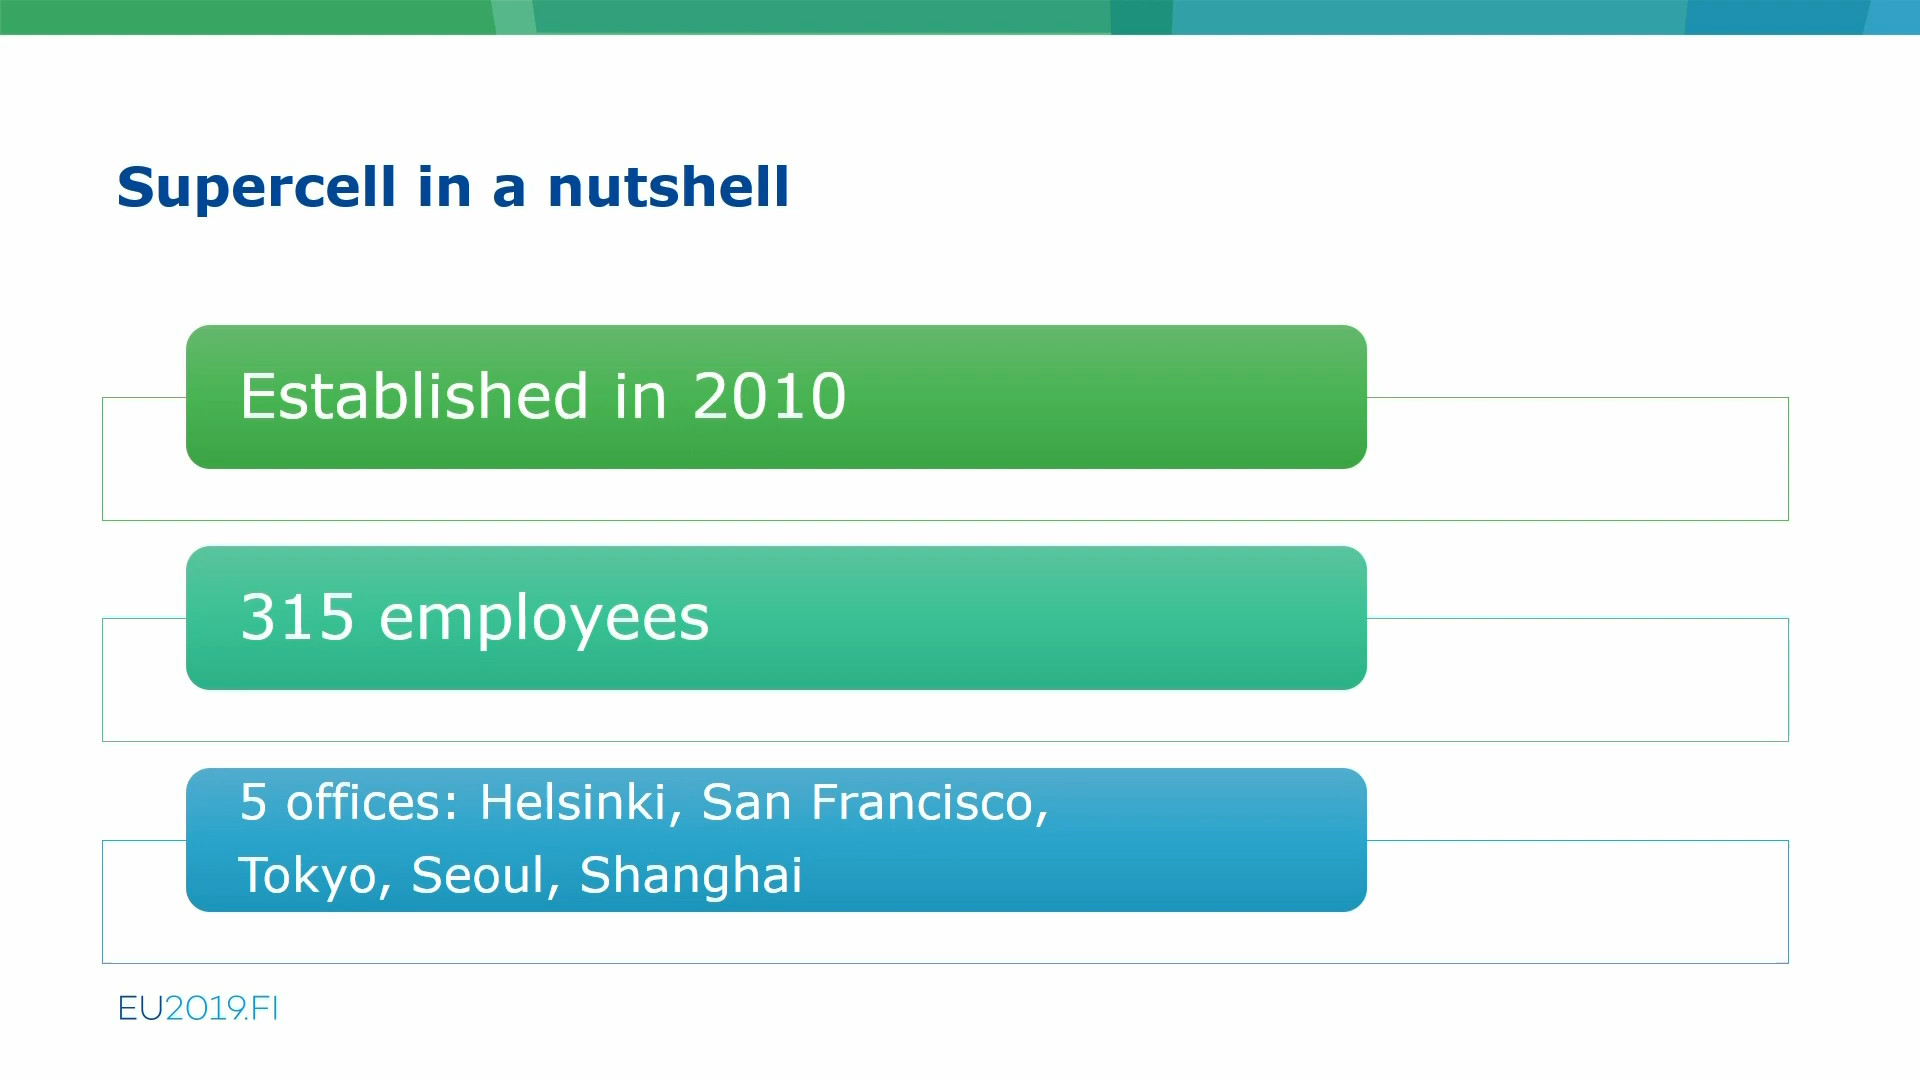 Supercell in a nutshell
Established in 2010
315 employees
5 offices: Helsinki, San Francisco,
Tokyo, Seoul, Shanghai
EU2019.FI